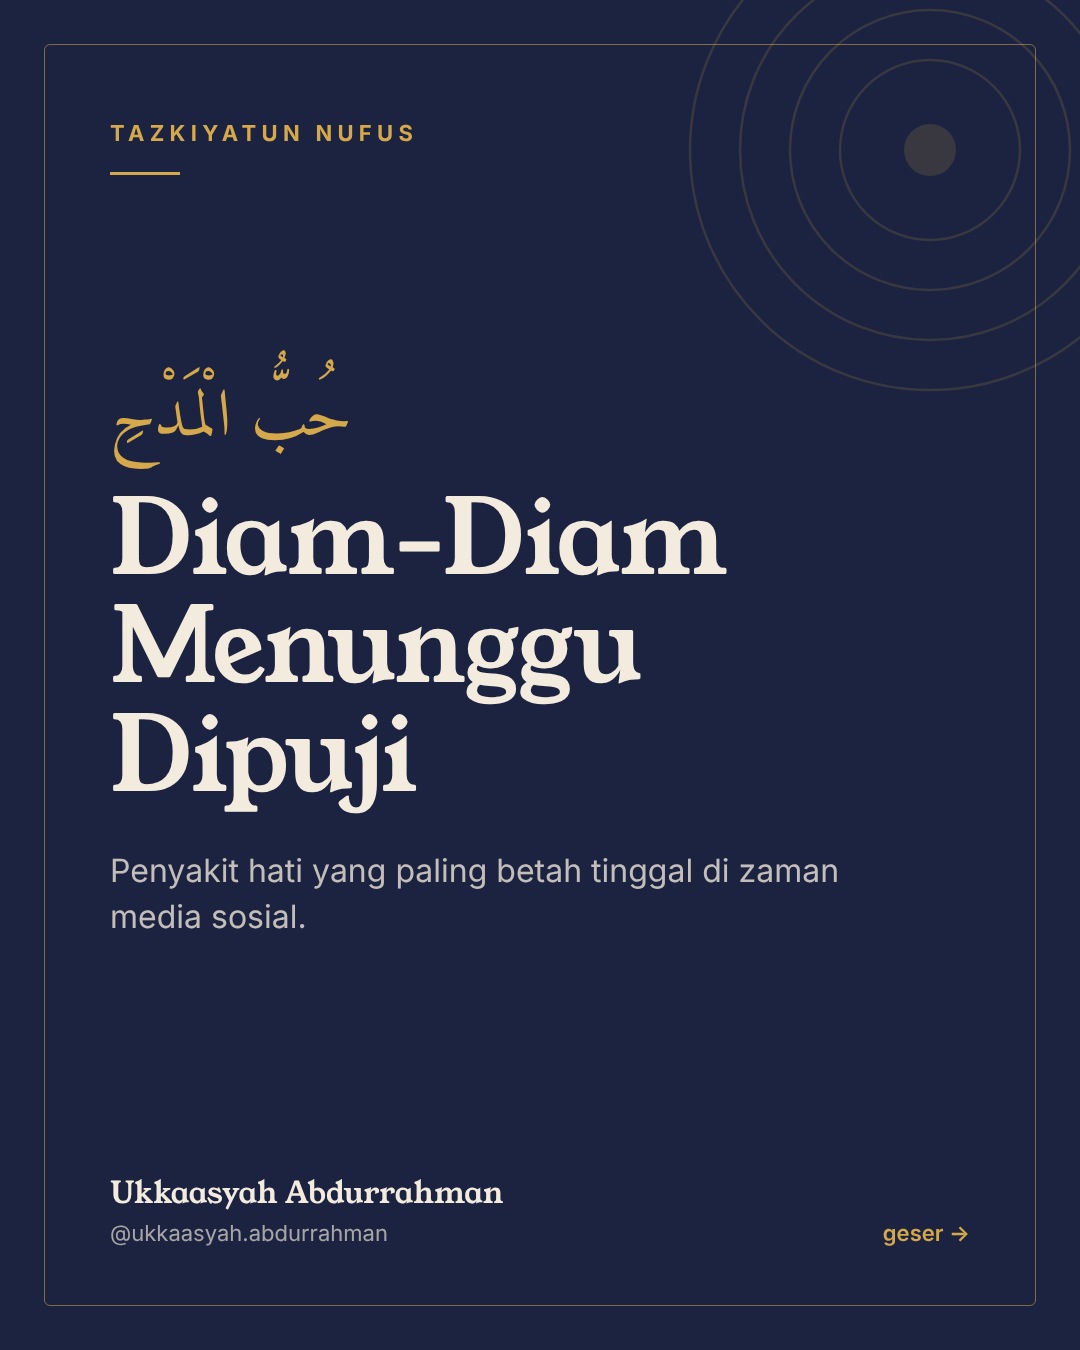 TAZKIYATUN NUFUS
حُبُّ الْمَدْحِ
Diam-Diam
Menunggu
Dipuji
Penyakit hati yang paling betah tinggal di zaman
media sosial.
Ukkaasyah Abdurrahman
@ukkaasyah.abdurrahman
geser →